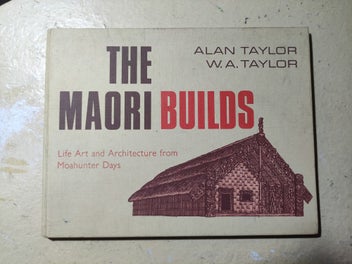 THE
MAORI BUILDS
ALAN TAYLOR
W. A. TAYLOR
Life Art and Architecture from
Moahunter Days